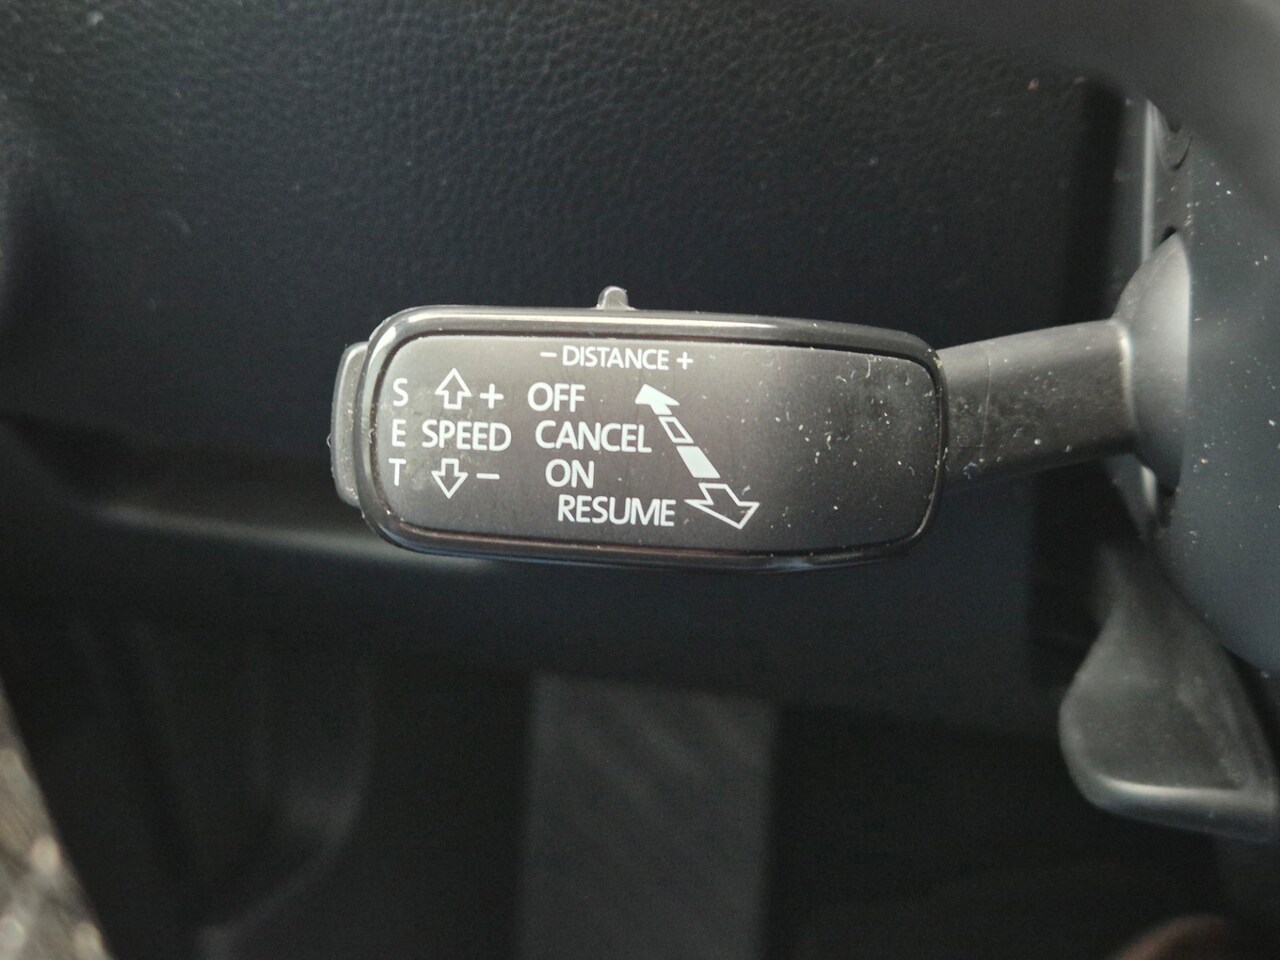 - DISTANCE +
S + OFF
E SPEED CANCEL
T - ON
RESUME